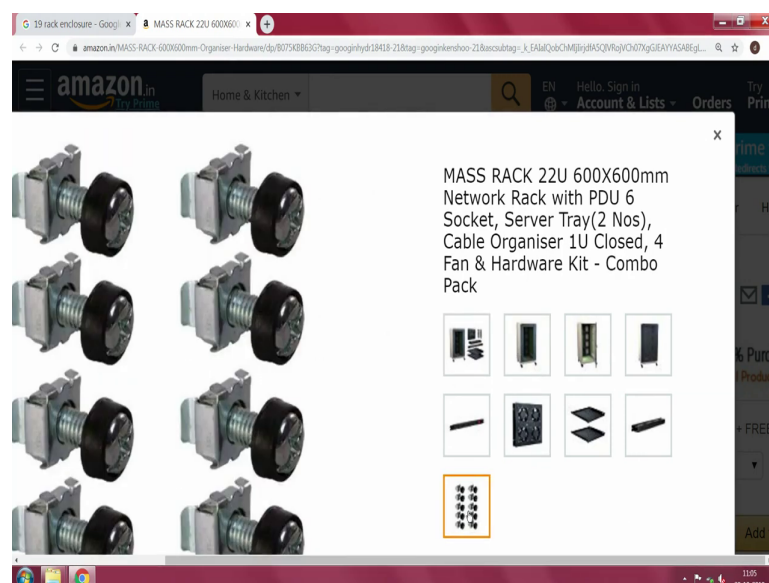 19 rack enclosure - Googl
MASS RACK 22U 600X600
amazon.in/MASS-RACK-600X600mm-Organiser-Hardware/dp/B075KBB63G?tag=googinhydr18418-21&tag=googinkenshoo-21&ascsubtag=
amazon.in
Try Prime
Home & Kitchen
EN
Hello. Sign in
Account & Lists
Orders
Try
Prin
x
MASS RACK 22U 600X600mm
Network Rack with PDU 6
Socket, Server Tray(2 Nos),
Cable Organiser 1U Closed, 4
Fan & Hardware Kit - Combo
Pack
rime
H
% Purc
+ FREE
Add
11:05